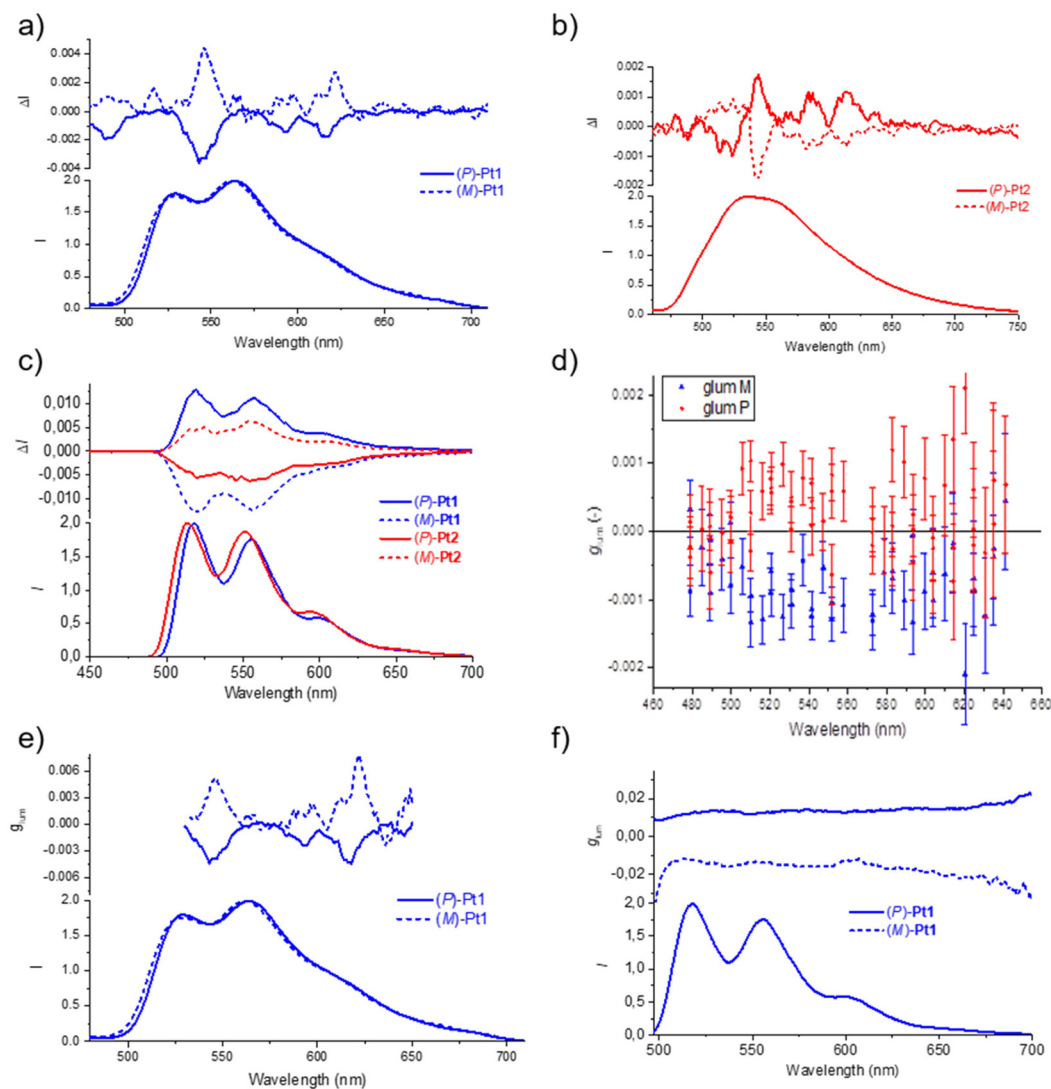 a)
0.004
0.002
0.000
-0.002
-0.004
ΔI
(P)-Pt1
(M)-Pt1
2.0
1.5
1.0
0.5
0.0
I
500
550
600
650
700
Wavelength (nm)
b)
0.002
0.001
0.000
-0.001
-0.002
ΔI
(P)-Pt2
(M)-Pt2
2.0
1.5
1.0
0.5
0.0
I
500
550
600
650
700
750
Wavelength (nm)
c)
0,010
0,005
0,000
-0,005
-0,010
ΔI
(P)-Pt1
(M)-Pt1
(P)-Pt2
(M)-Pt2
2,0
1,5
1,0
0,5
0,0
I
450
500
550
600
650
700
Wavelength (nm)
d)
glum M
glum P
0.002
0.001
0.000
-0.001
-0.002
glum (-)
460
480
500
520
540
560
580
600
620
640
660
Wavelength (nm)
e)
0.006
0.003
0.000
-0.003
-0.006
glum
(P)-Pt1
(M)-Pt1
2.0
1.5
1.0
0.5
0.0
I
500
550
600
650
700
Wavelength (nm)
f)
0,02
0,00
-0,02
glum
(P)-Pt1
(M)-Pt1
2,0
1,5
1,0
0,5
0,0
I
500
550
600
650
700
Wavelength (nm)